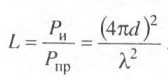 L = Pи / Pпр = (4πd)² / λ²